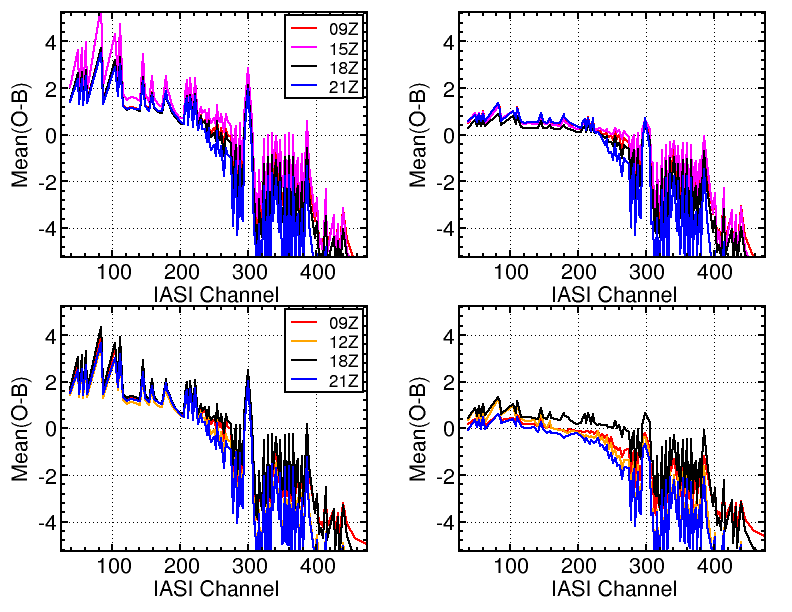 4
2
0
-2
-4
Mean(O-B)
09Z
15Z
18Z
21Z
100 200 300 400
IASI Channel
4
2
0
-2
-4
Mean(O-B)
100 200 300 400
IASI Channel
4
2
0
-2
-4
Mean(O-B)
09Z
12Z
18Z
21Z
100 200 300 400
IASI Channel
4
2
0
-2
-4
Mean(O-B)
100 200 300 400
IASI Channel